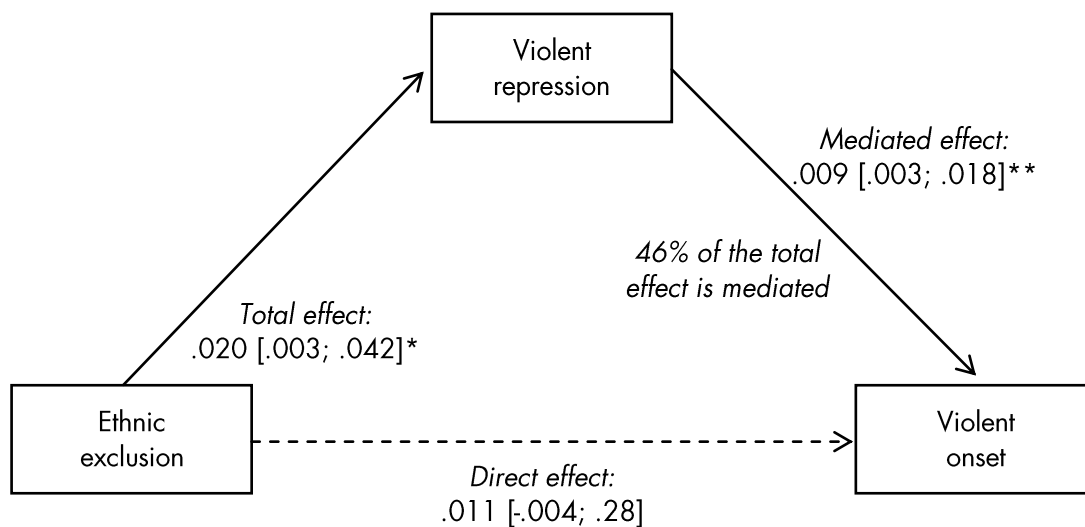 Violent
repression
Mediated effect:
.009 [.003; .018]**
46% of the total
effect is mediated
Total effect:
.020 [.003; .042]*
Ethnic
exclusion
Violent
onset
Direct effect:
.011 [-.004; .28]